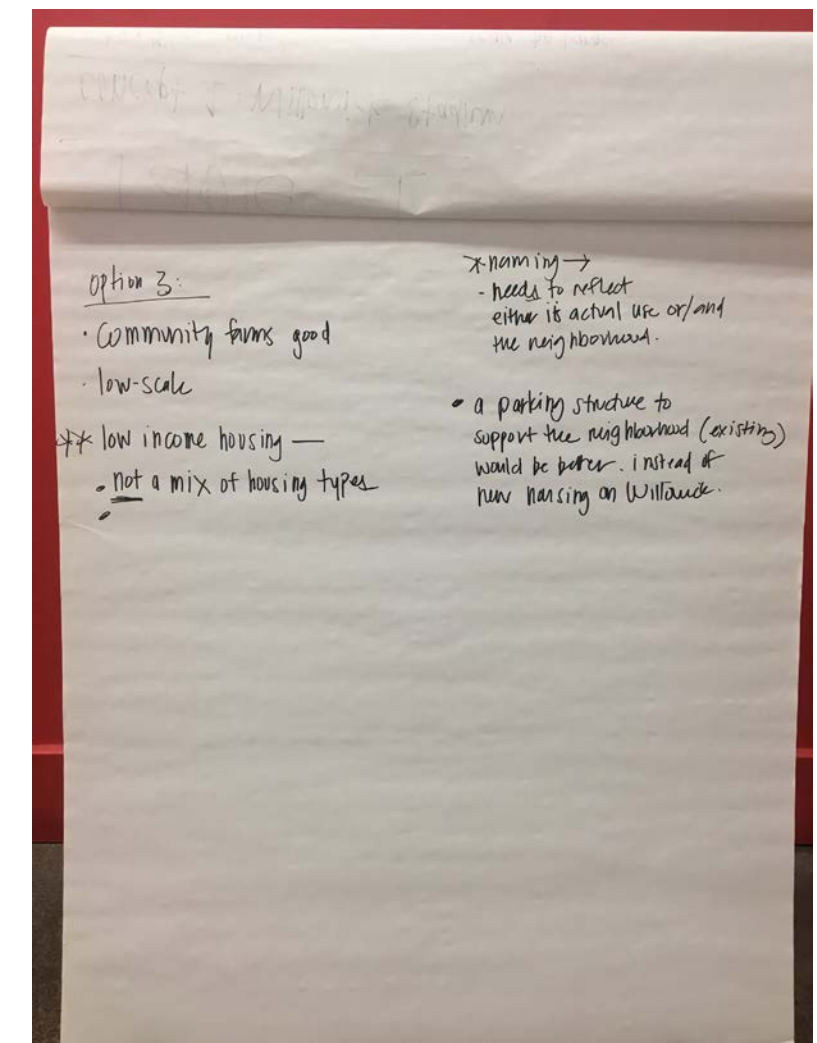 option 3:
• Community farms good
• low-scale
** low income housing —
• not a mix of housing types
•
*naming →
- needs to reflect
either its actual use or/and
the neighborhood.
• a parking structure to
support the neighborhood (existing)
would be better. instead of
new housing on